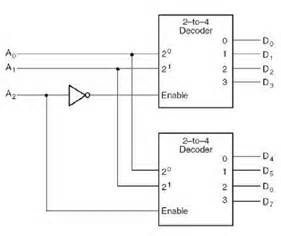 2-to-4
Decoder
A0
A1
A2
2^0
2^1
Enable
0
1
2
3
D0
D1
D2
D3
2-to-4
Decoder
2^0
2^1
Enable
0
1
2
3
D4
D5
D6
D7